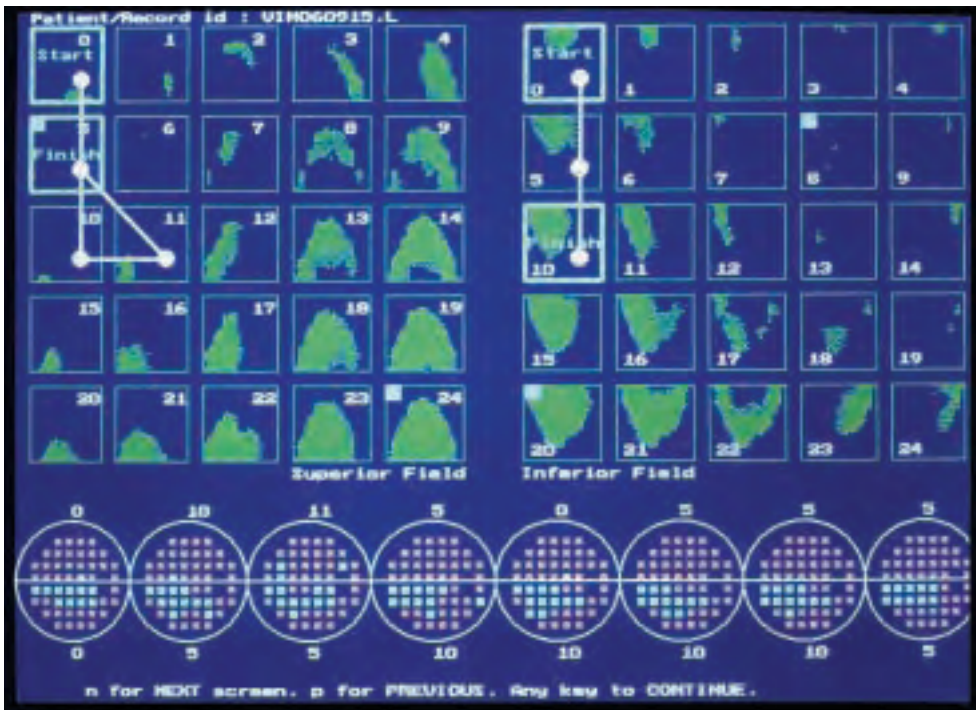 Patient/Record id : VIMO60915.L
0 1 2 3 4
Start
5 6 7 8 9
Finish
10 11 12 13 14
15 16 17 18 19
20 21 22 23 24
Superior Field
Start
0 1 2 3 4
5 6 7 8 9
Finish
10 11 12 13 14
15 16 17 18 19
20 21 22 23 24
Inferior Field
0 10 11 5 0 5 5 5
0 5 5 10 10 10 10 5
n for NEXT screen. p for PREVIOUS. Any key to CONTINUE.